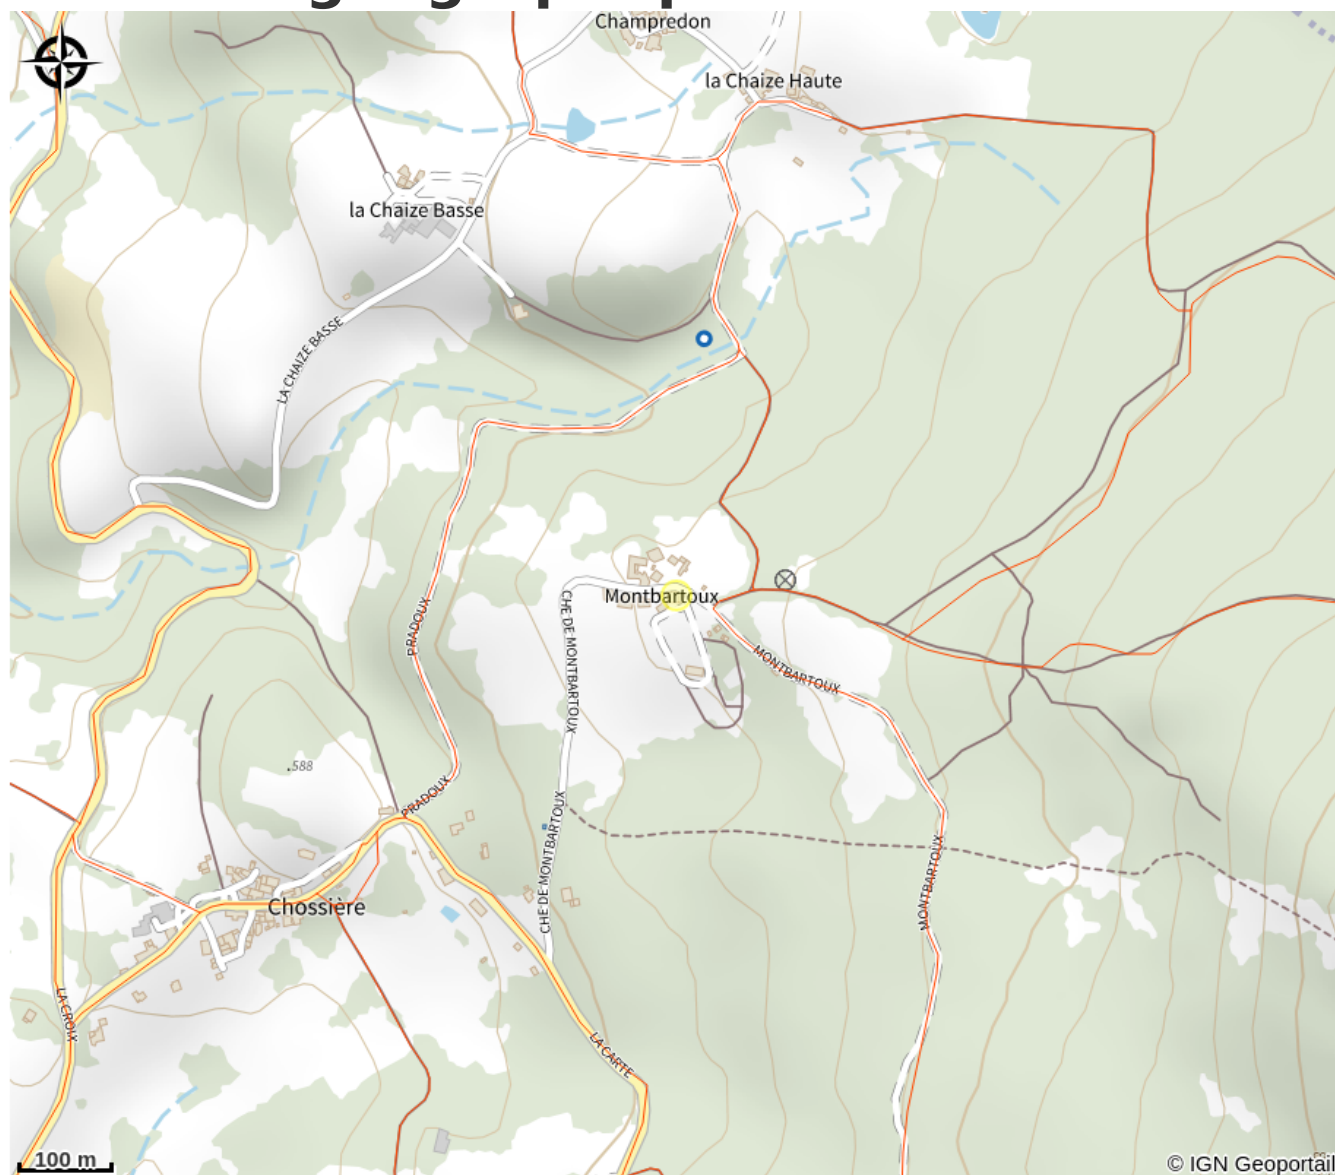 Champredon
la Chaize Haute
la Chaize Basse
LA CHAIZE BASSE
Montbartoux
PRADOUX
CHE DE MONTBARTOUX
MONTBARTOUX
.588
PRADOUX
CHE DE MONTBARTOUX
MONTBARTOUX
Chossière
LA CROIX
LA CARTE
100 m
© IGN Geoportail